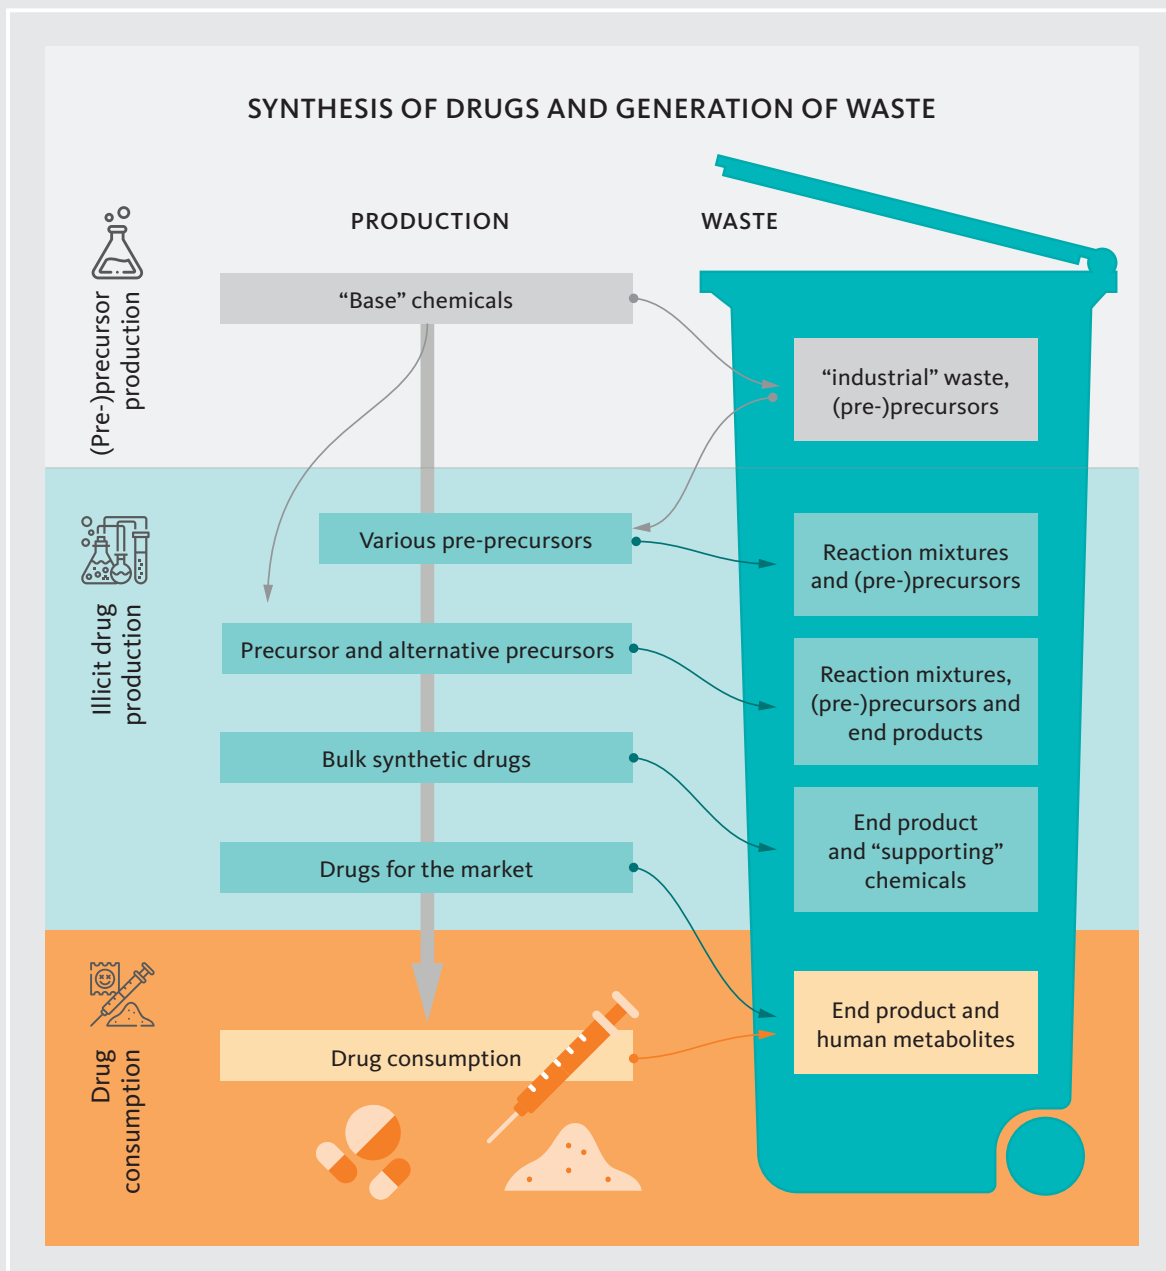 SYNTHESIS OF DRUGS AND GENERATION OF WASTE
PRODUCTION
WASTE
(Pre-)precursor
production
“Base” chemicals
“industrial” waste,
(pre-)precursors
Illicit drug
production
Various pre-precursors
Reaction mixtures
and (pre-)precursors
Precursor and alternative precursors
Reaction mixtures,
(pre-)precursors and
end products
Bulk synthetic drugs
End product
and “supporting”
chemicals
Drugs for the market
Drug
consumption
Drug consumption
End product and
human metabolites